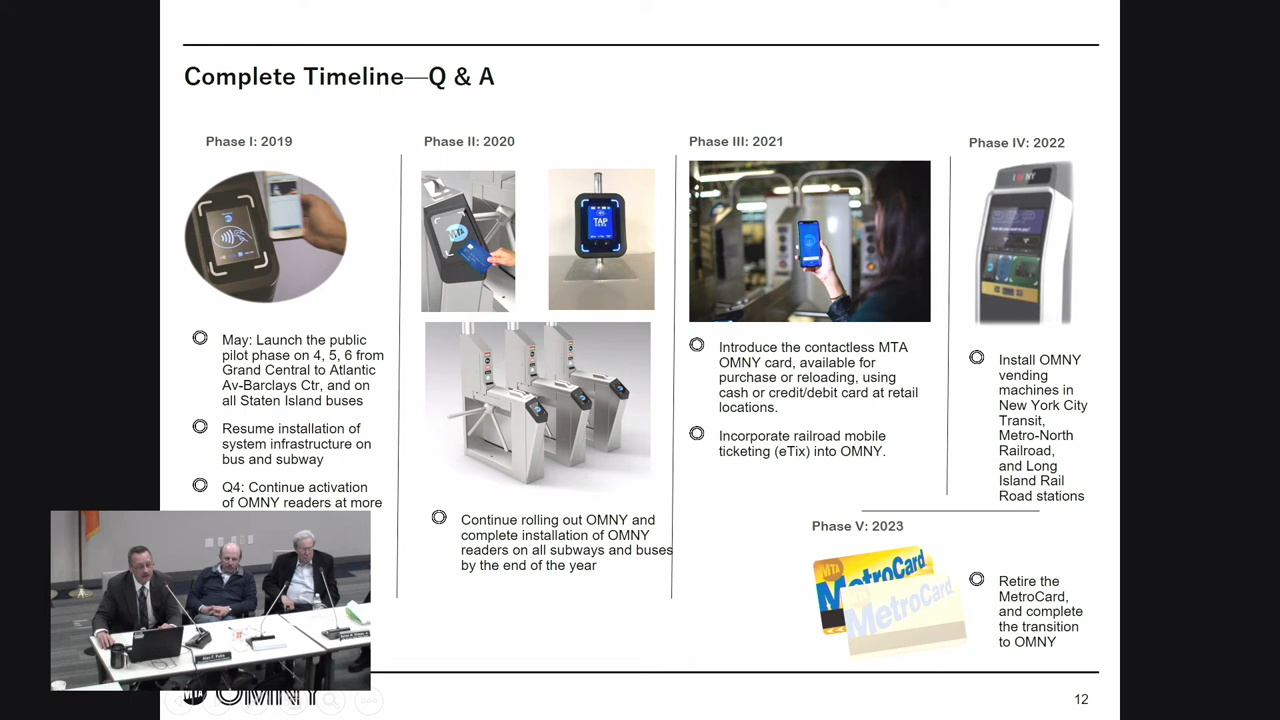 Complete Timeline—Q & A
Phase I: 2019
May: Launch the public
pilot phase on 4, 5, 6 from
Grand Central to Atlantic
Av-Barclays Ctr, and on
all Staten Island buses
Resume installation of
system infrastructure on
bus and subway
Q4: Continue activation
of OMNY readers at more
Phase II: 2020
MTA
TAP
Continue rolling out OMNY and
complete installation of OMNY
readers on all subways and buses
by the end of the year
Phase III: 2021
Introduce the contactless MTA
OMNY card, available for
purchase or reloading, using
cash or credit/debit card at retail
locations.
Incorporate railroad mobile
ticketing (eTix) into OMNY.
Phase IV: 2022
NY
Install OMNY
vending
machines in
New York City
Transit,
Metro-North
Railroad,
and Long
Island Rail
Road stations
Phase V: 2023
MTA
MetroCard
MetroCard
Retire the
MetroCard,
and complete
the transition
to OMNY
MTA OMNY
12